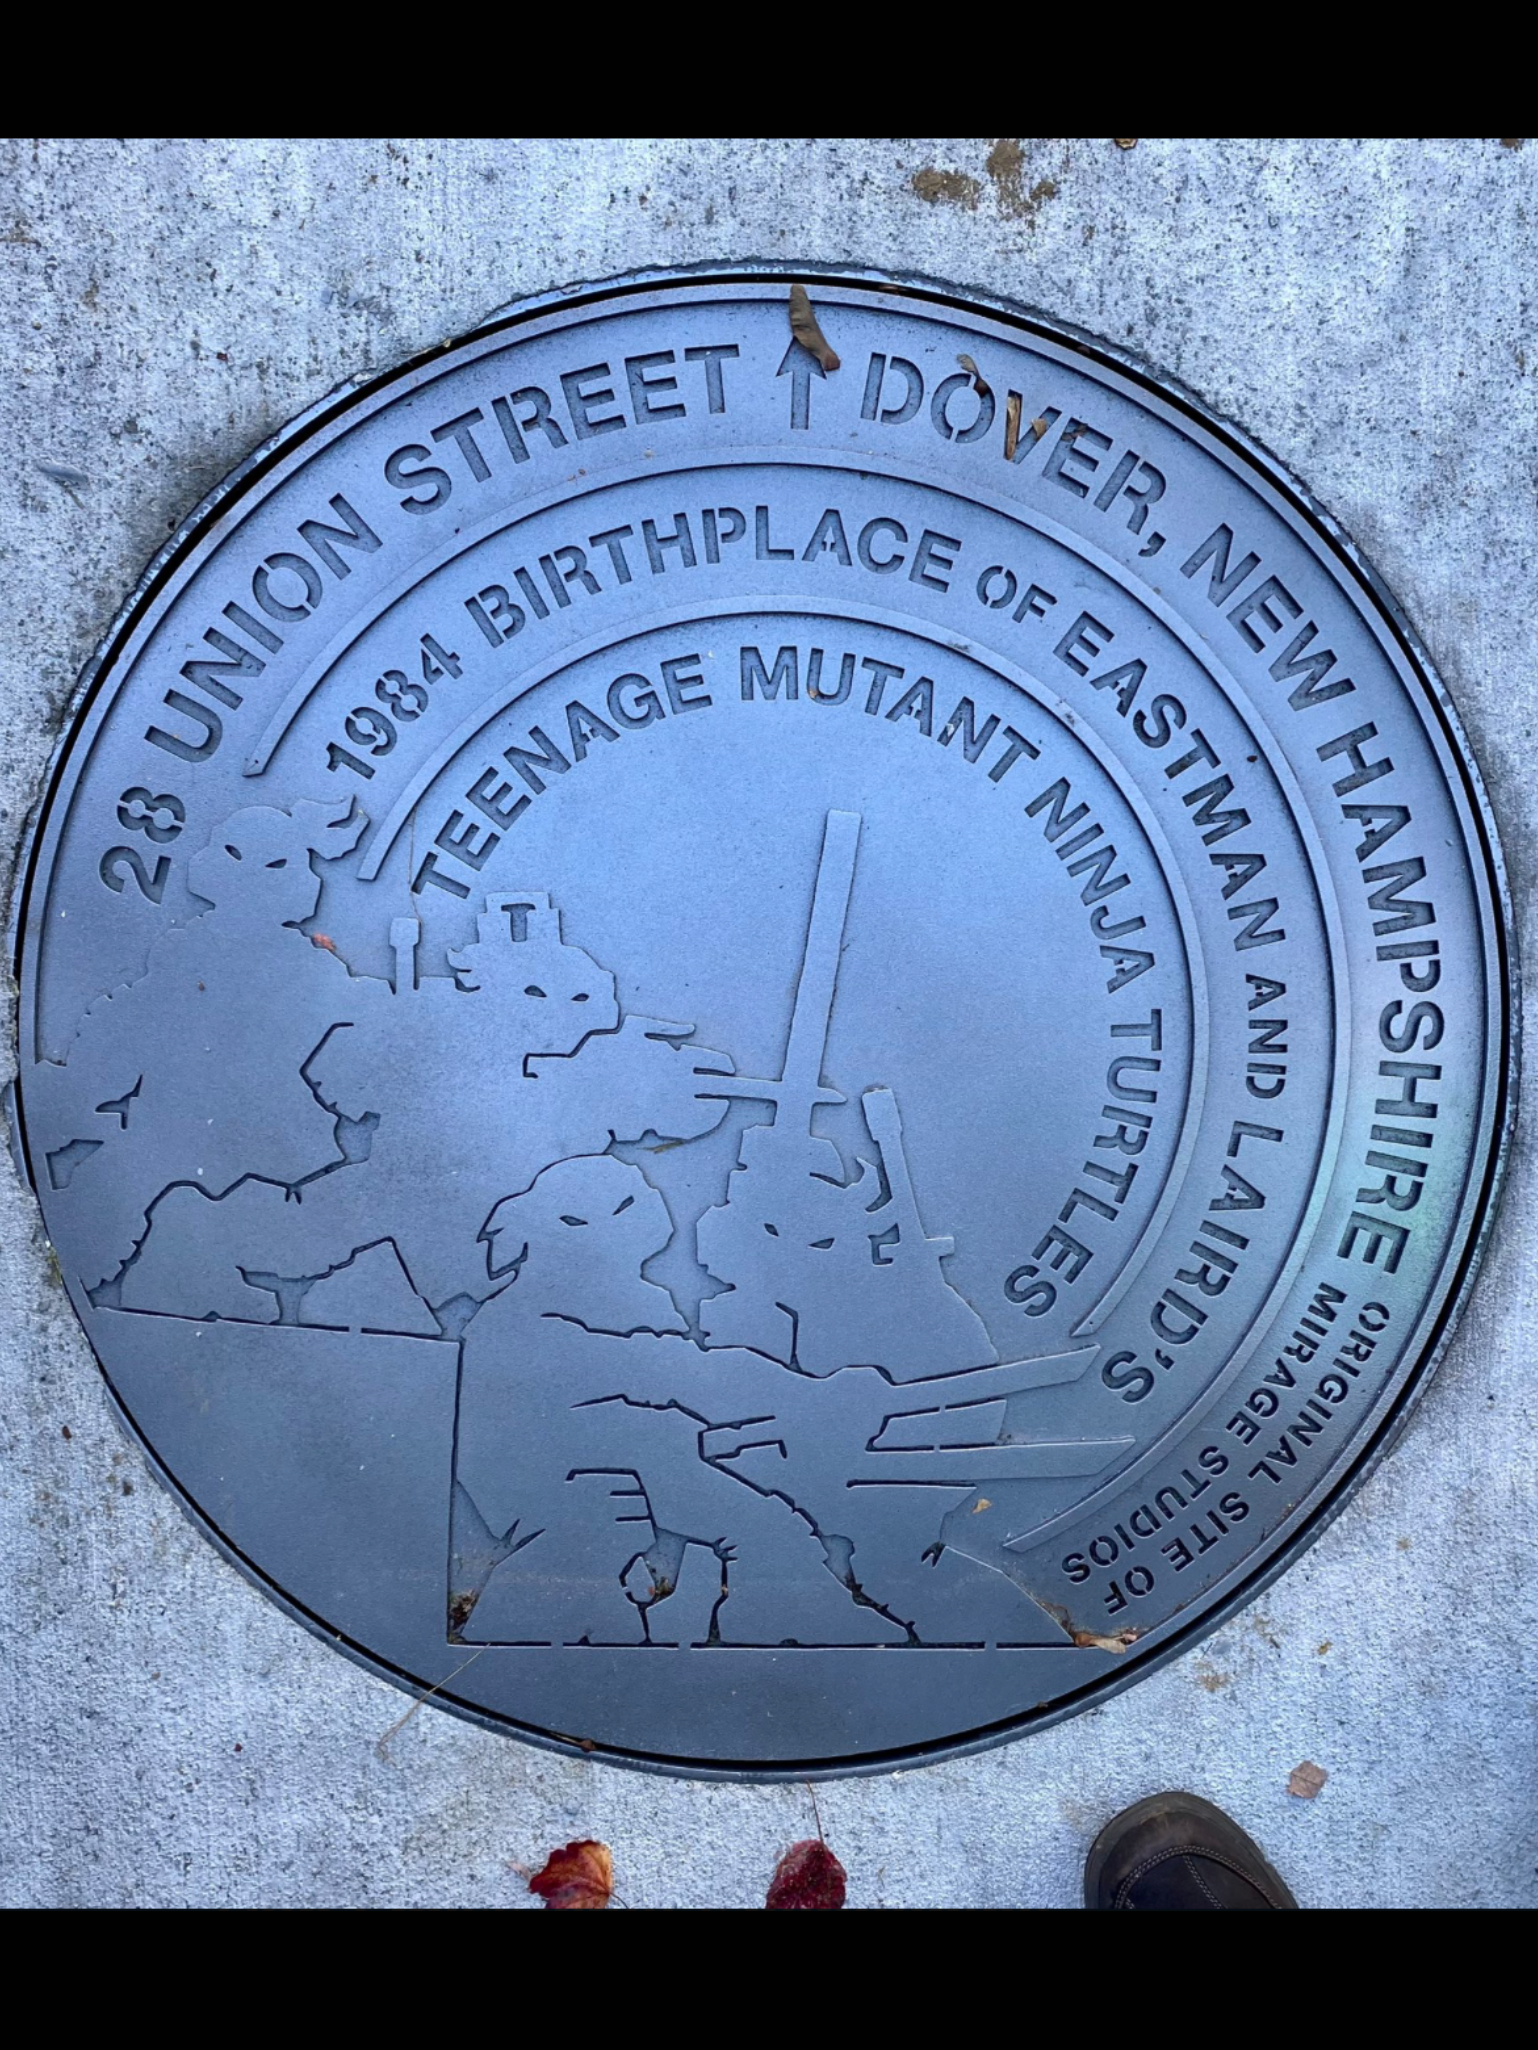 28 UNION STREET ↑ DOVER, NEW HAMPSHIRE
1984 BIRTHPLACE OF EASTMAN AND LAIRD'S
TEENAGE MUTANT NINJA TURTLES
ORIGINAL SITE OF
MIRAGE STUDIOS